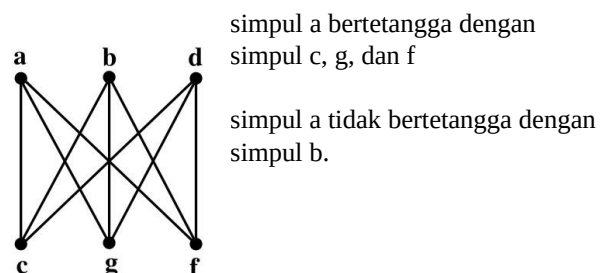 simpul a bertetangga dengan
simpul c, g, dan f
simpul a tidak bertetangga dengan
simpul b.
a b d
c g f